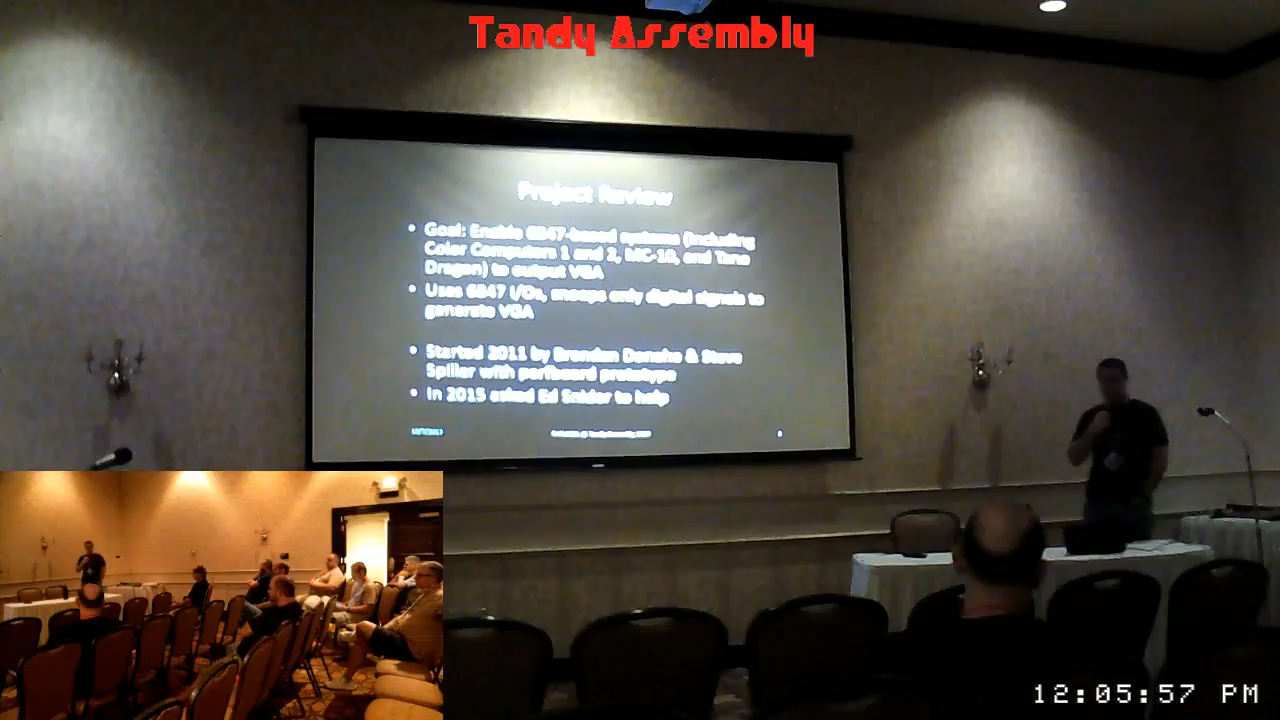 Tandy Assembly
Project Review
• Goal: Enable 6847-based systems (including
Color Computers 1 and 2, MC-10, and Tano
Dragon) to output VGA
• Uses 6847 I/Os, snoops only digital signals to
generate VGA
• Started 2011 by Brendan Donahe & Steve
Spiller with perfboard prototype
• In 2015 asked Ed Snider to help
12:05:57 PM